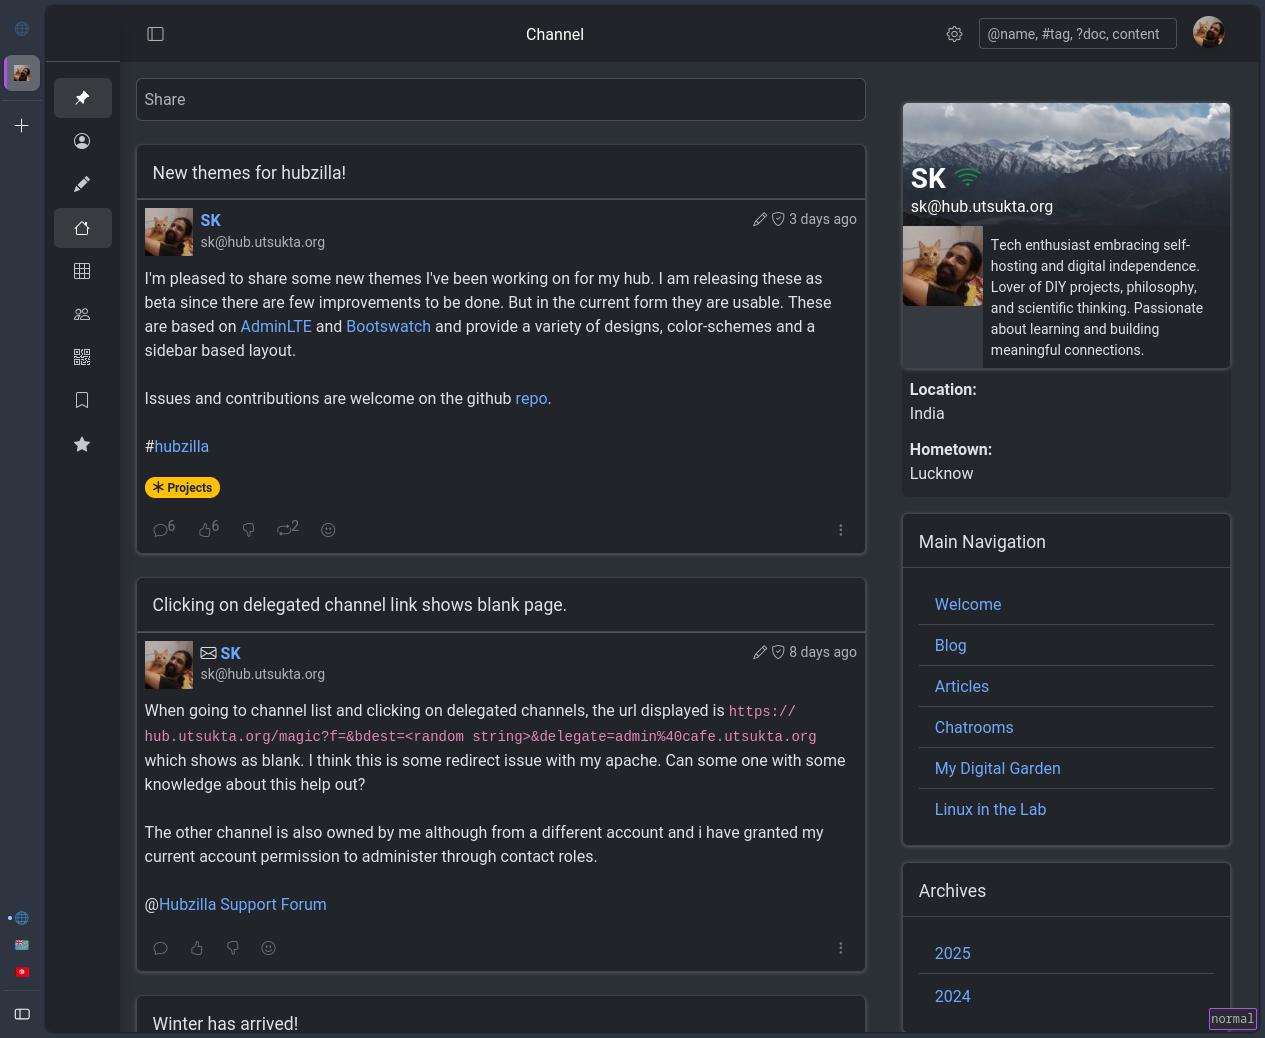 Channel
@name, #tag, ?doc, content
Share
New themes for hubzilla!
SK
sk@hub.utsukta.org
3 days ago
I'm pleased to share some new themes I've been working on for my hub. I am releasing these as
beta since there are few improvements to be done. But in the current form they are usable. These
are based on AdminLTE and Bootswatch and provide a variety of designs, color-schemes and a
sidebar based layout.
Issues and contributions are welcome on the github repo.
#hubzilla
Projects
6
6
2
Clicking on delegated channel link shows blank page.
SK
sk@hub.utsukta.org
8 days ago
When going to channel list and clicking on delegated channels, the url displayed is https://
hub.utsukta.org/magic?f=&bdest=<random string>&delegate=admin%40cafe.utsukta.org
which shows as blank. I think this is some redirect issue with my apache. Can some one with some
knowledge about this help out?
The other channel is also owned by me although from a different account and i have granted my
current account permission to administer through contact roles.
@Hubzilla Support Forum
Winter has arrived!
SK
sk@hub.utsukta.org
Tech enthusiast embracing self-
hosting and digital independence.
Lover of DIY projects, philosophy,
and scientific thinking. Passionate
about learning and building
meaningful connections.
Location:
India
Hometown:
Lucknow
Main Navigation
Welcome
Blog
Articles
Chatrooms
My Digital Garden
Linux in the Lab
Archives
2025
2024
normal